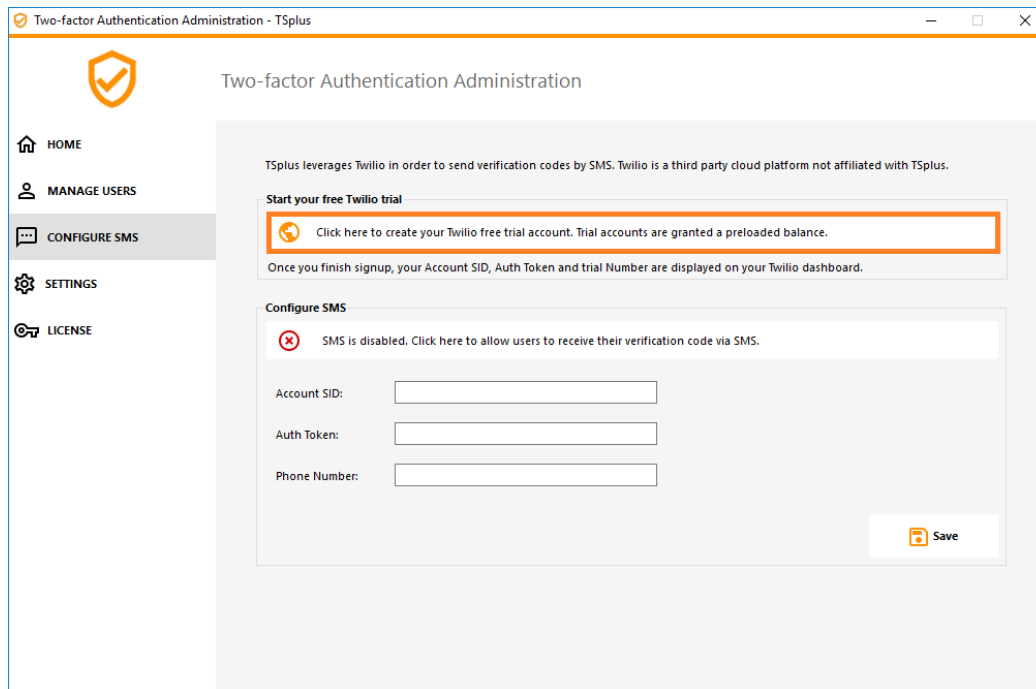 Two-factor Authentication Administration - TSplus
Two-factor Authentication Administration
HOME
MANAGE USERS
CONFIGURE SMS
SETTINGS
LICENSE
TSplus leverages Twilio in order to send verification codes by SMS. Twilio is a third party cloud platform not affiliated with TSplus.
Start your free Twilio trial
Click here to create your Twilio free trial account. Trial accounts are granted a preloaded balance.
Once you finish signup, your Account SID, Auth Token and trial Number are displayed on your Twilio dashboard.
Configure SMS
SMS is disabled. Click here to allow users to receive their verification code via SMS.
Account SID:
Auth Token:
Phone Number:
Save